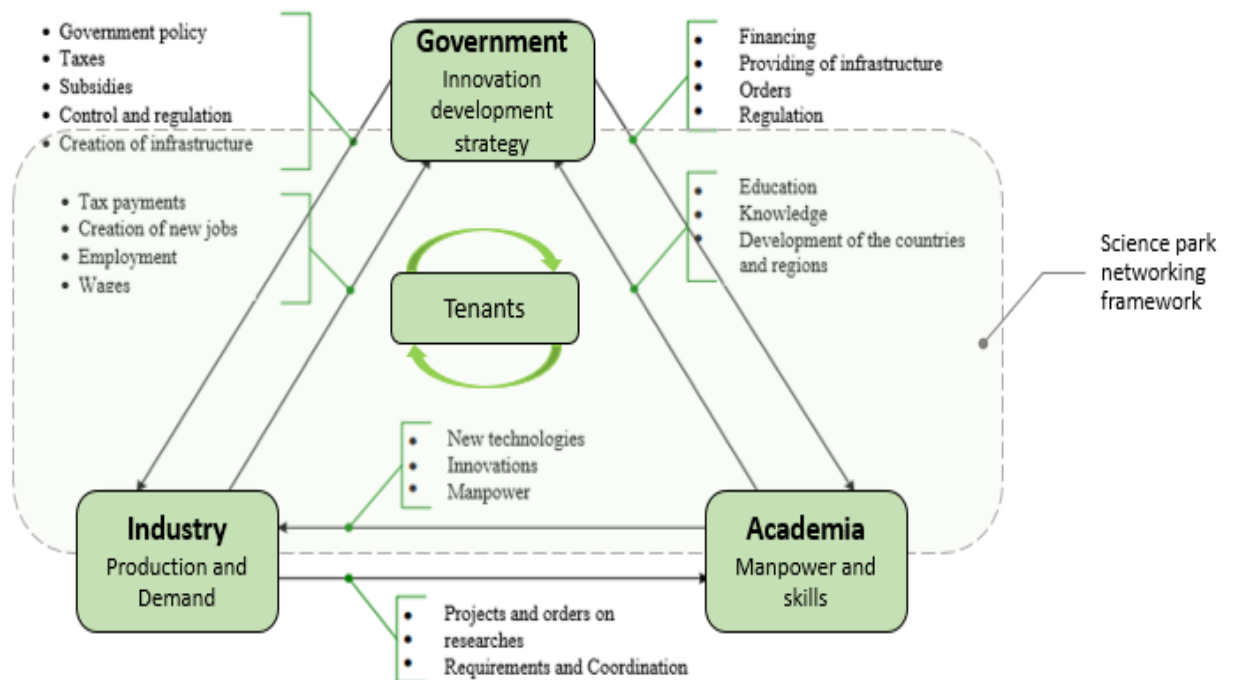 • Government policy
• Taxes
• Subsidies
• Control and regulation
• Creation of infrastructure
Government
Innovation
development
strategy
• Financing
• Providing of infrastructure
• Orders
• Regulation
• Tax payments
• Creation of new jobs
• Employment
• Wages
• Education
• Knowledge
• Development of the countries
and regions
Science park
networking
framework
Tenants
• New technologies
• Innovations
• Manpower
Industry
Production and
Demand
Academia
Manpower and
skills
• Projects and orders on
• researches
• Requirements and Coordination